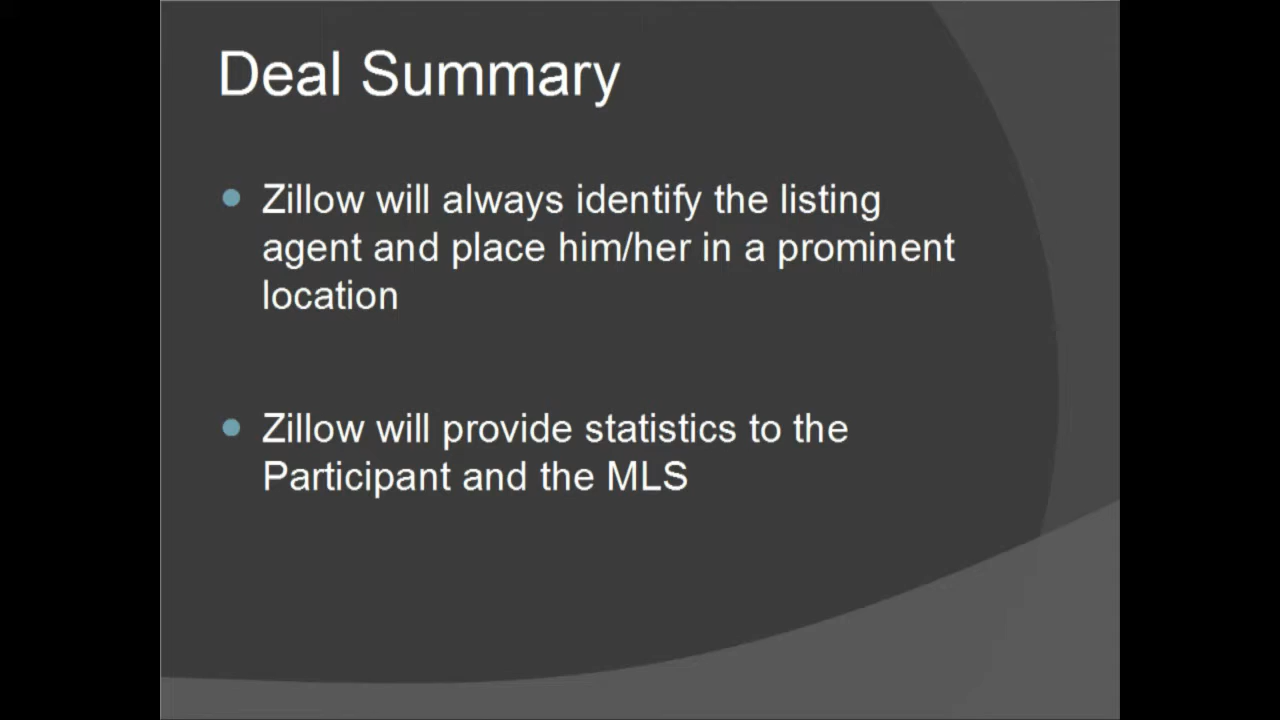 Deal Summary
Zillow will always identify the listing
agent and place him/her in a prominent
location
Zillow will provide statistics to the
Participant and the MLS